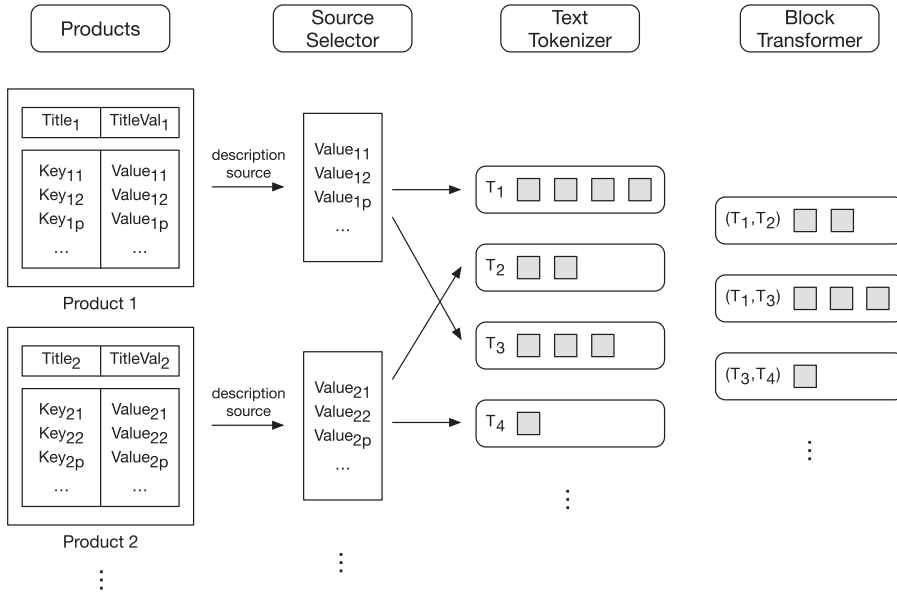 Products
Source
Selector
Text
Tokenizer
Block
Transformer
Title1 TitleVal1
Key11 Value11
Key12 Value12
Key1p Value1p
... ...
Product 1
description
source
Value11
Value12
Value1p
...
T1
T2
T3
T4
(T1,T2)
(T1,T3)
(T3,T4)
Title2 TitleVal2
Key21 Value21
Key22 Value22
Key2p Value2p
... ...
Product 2
description
source
Value21
Value22
Value2p
...